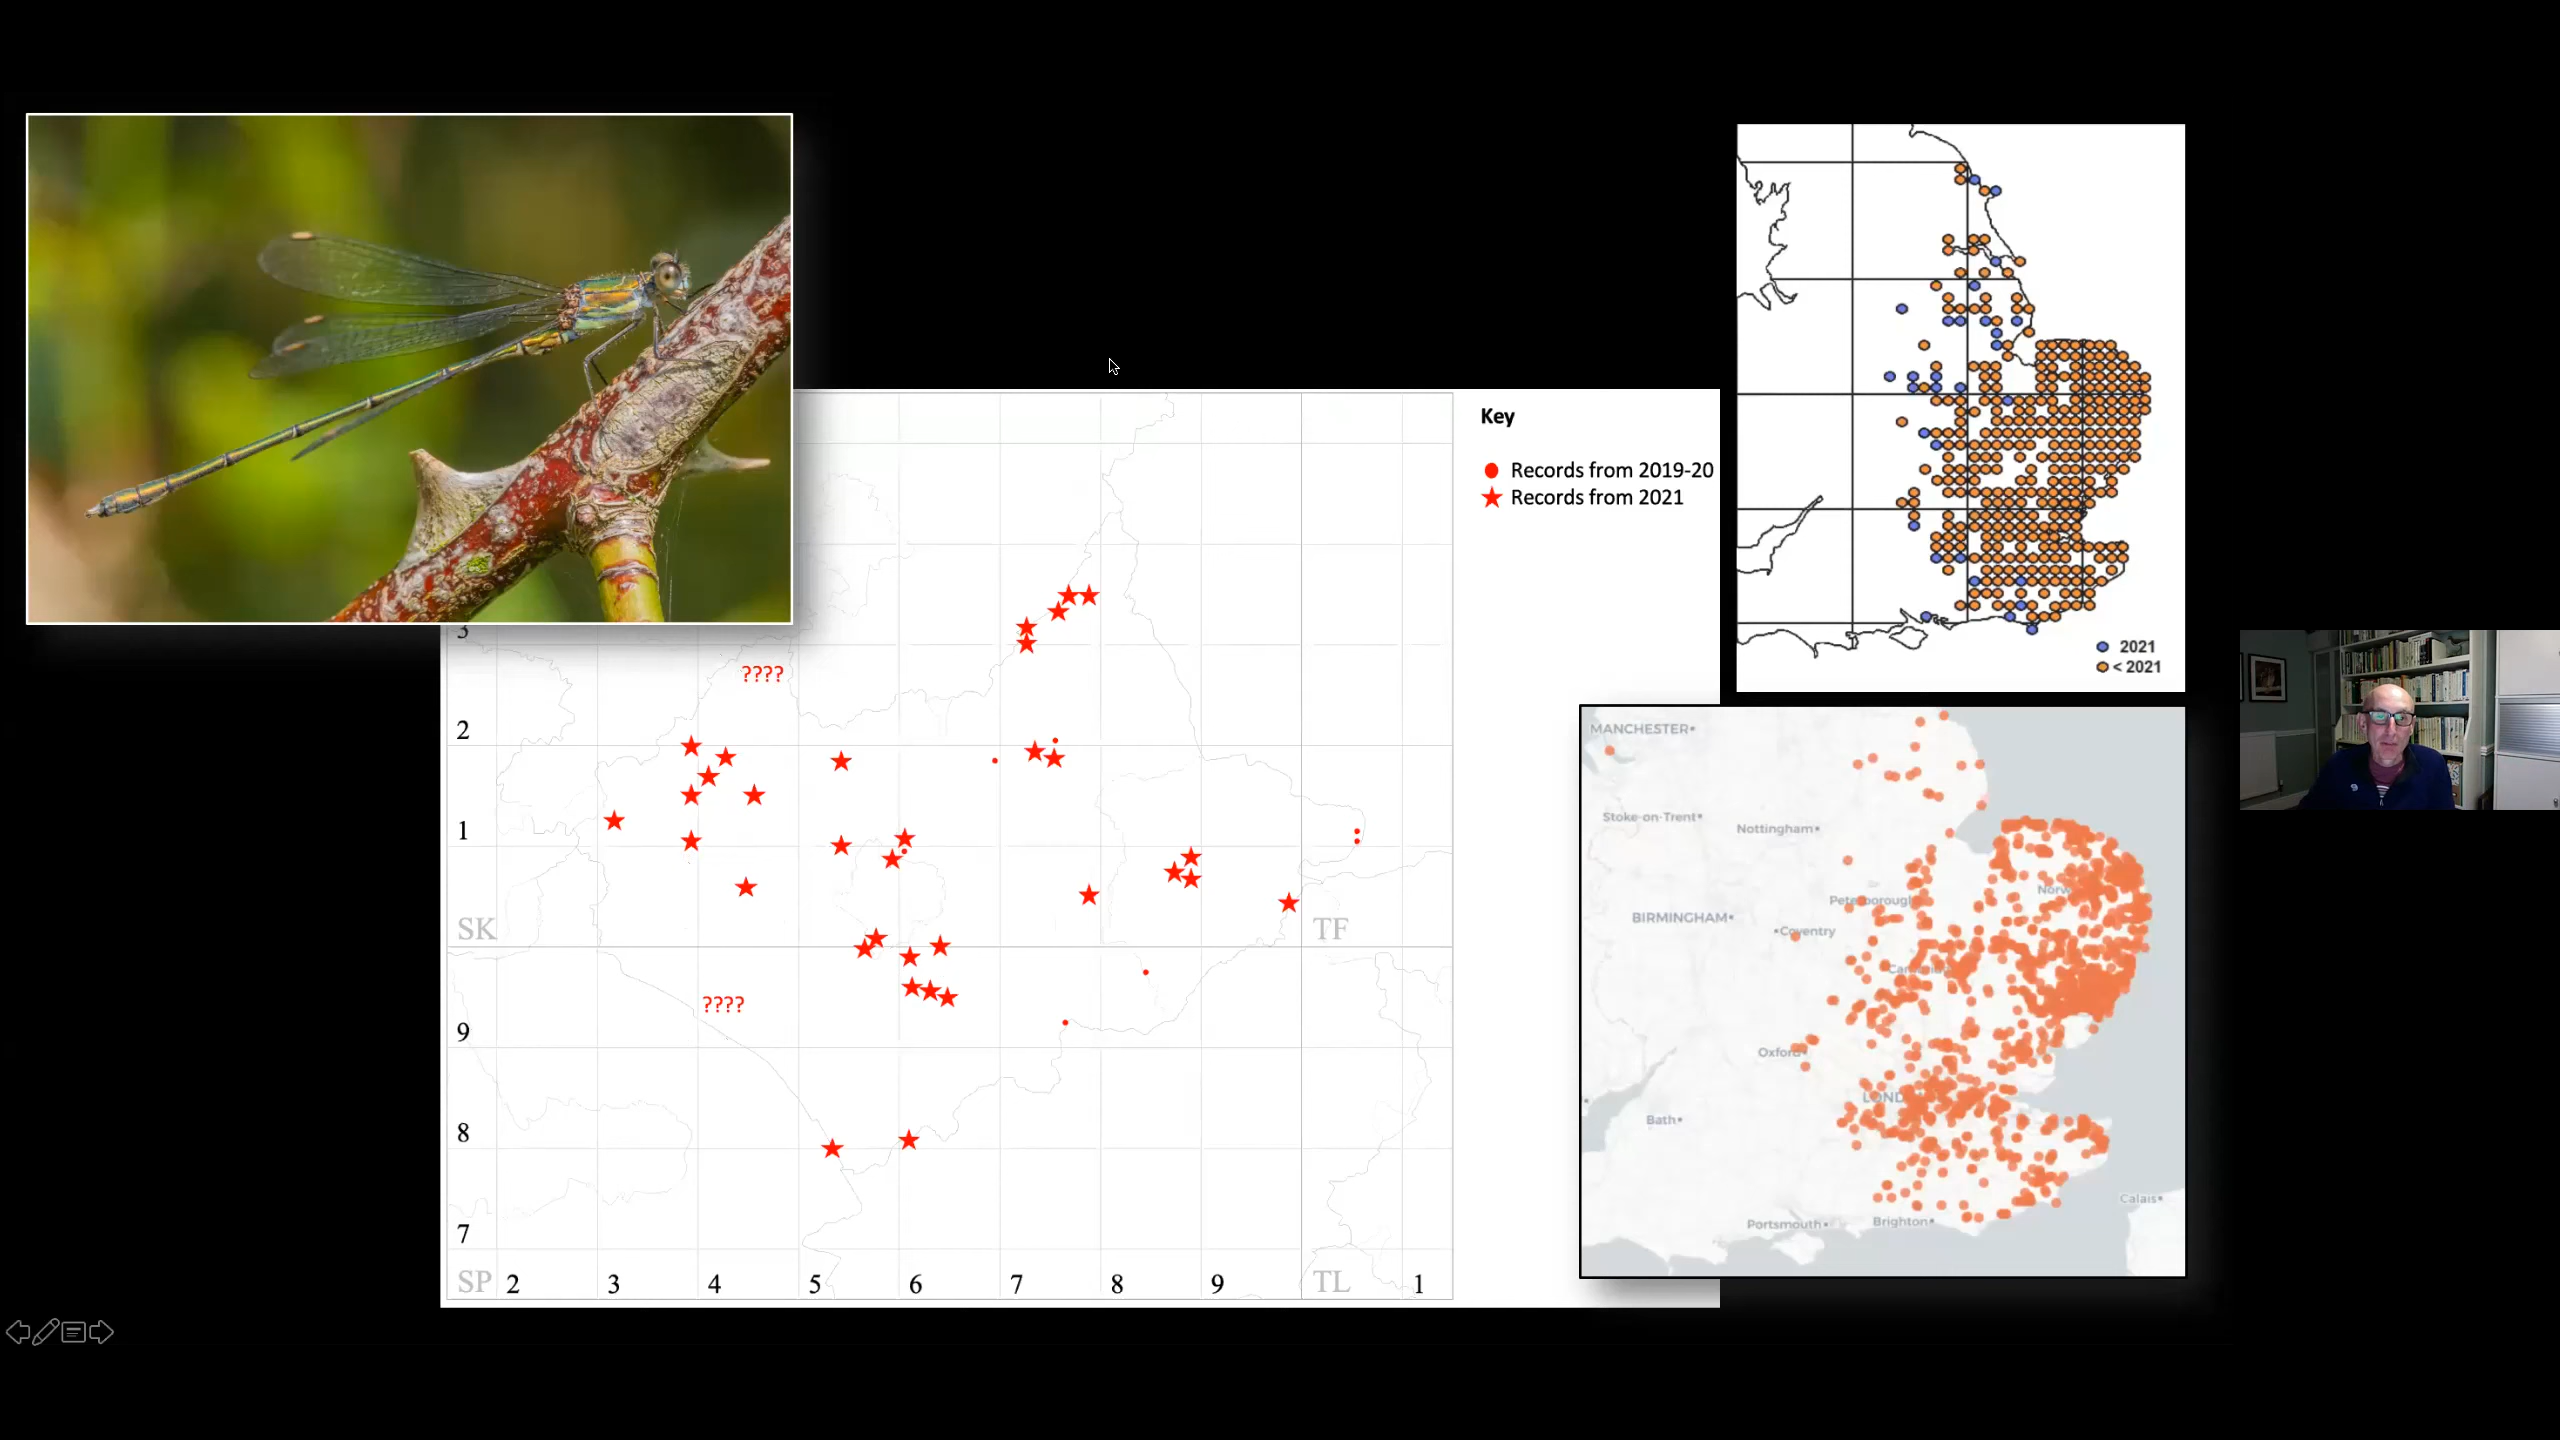 Key
Records from 2019-20
Records from 2021
3
????
2
1
SK
TF
????
9
8
7
SP 2 3 4 5 6 7 8 9 TL 1
2021
< 2021
MANCHESTER
Stoke-on-Trent
Nottingham
Peterborough
BIRMINGHAM
Coventry
Oxford
Bath
Portsmouth
Brighton
Calais